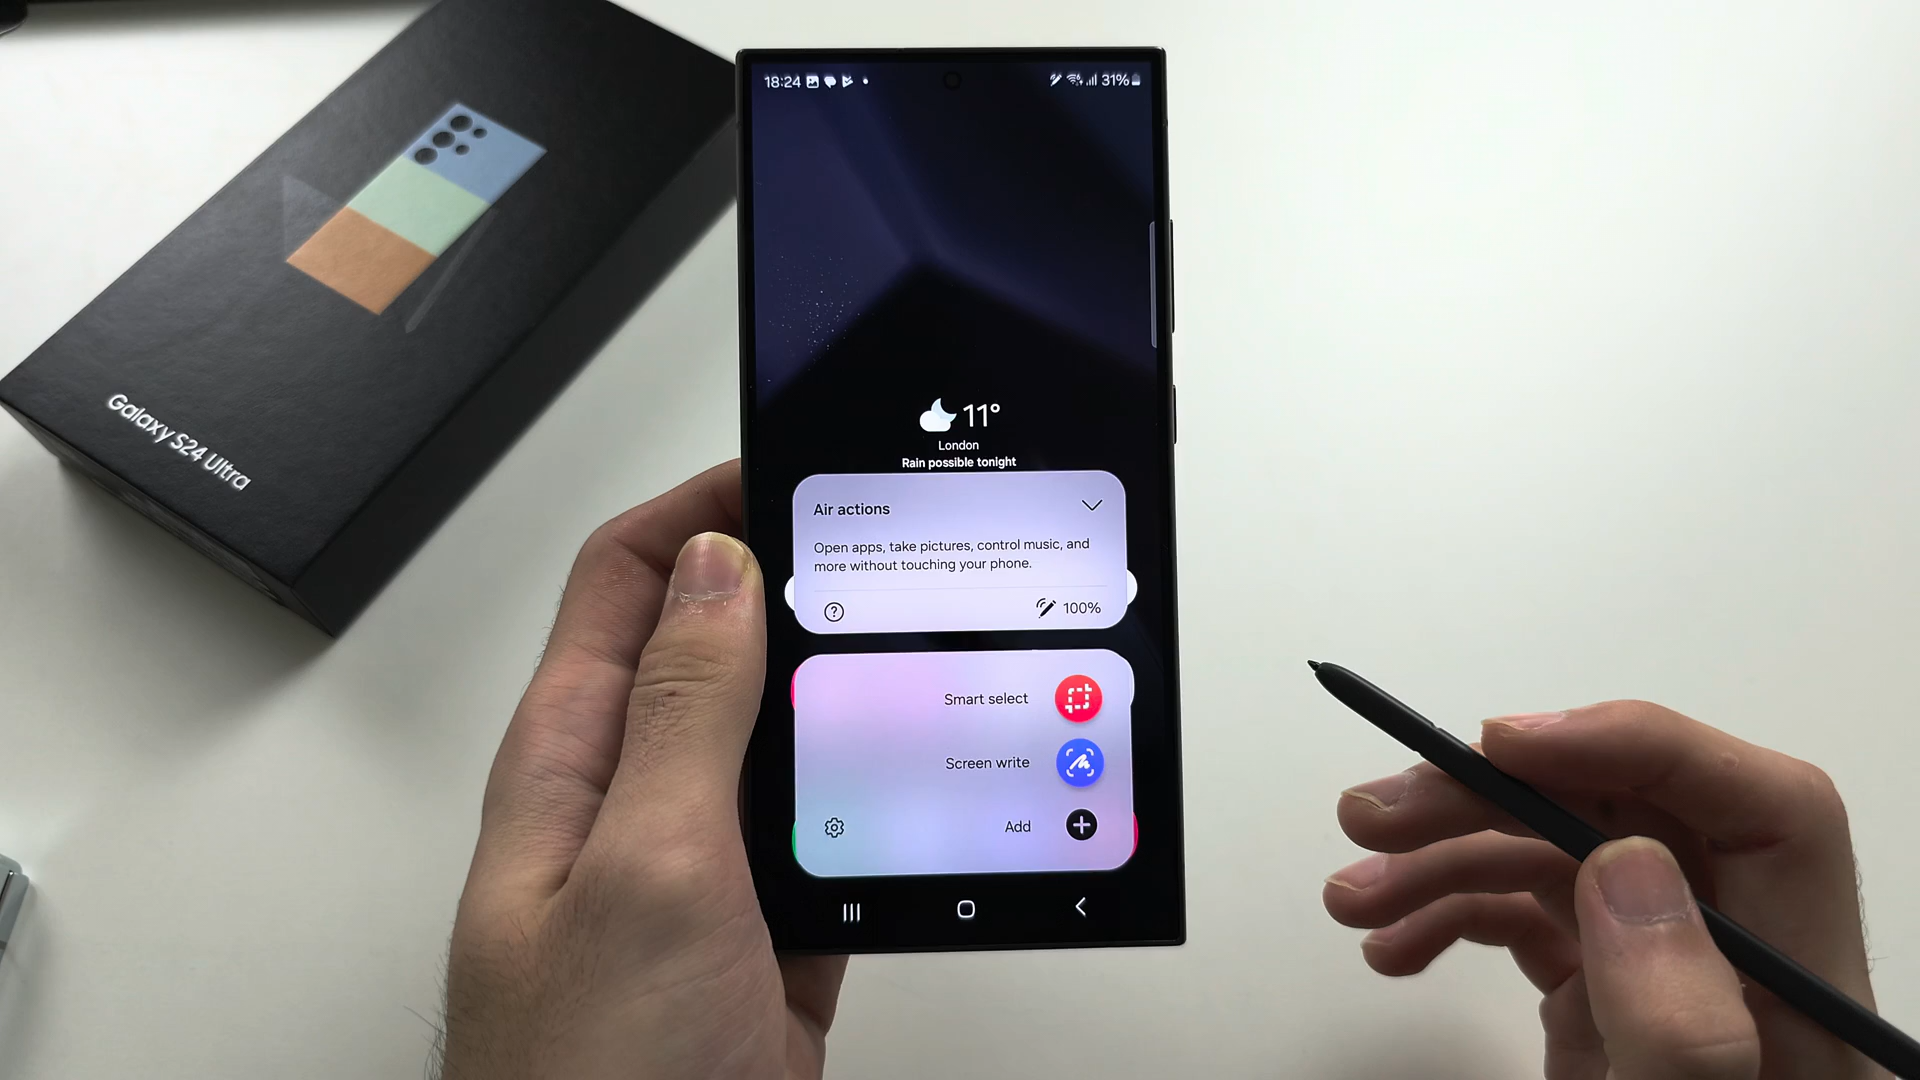 Galaxy S24 Ultra
18:24
31%
11°
London
Rain possible tonight
Air actions
Open apps, take pictures, control music, and
more without touching your phone.
100%
Smart select
Screen write
Add